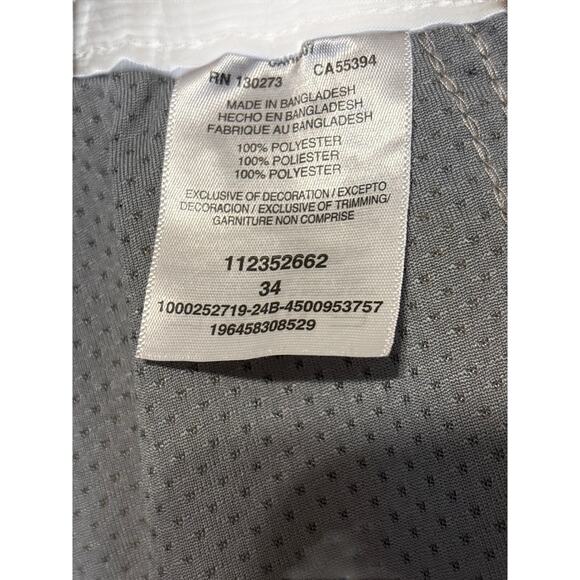 RN 130273 CA55394
MADE IN BANGLADESH
HECHO EN BANGLADESH
FABRIQUE AU BANGLADESH
100% POLYESTER
100% POLIESTER
100% POLYESTER
EXCLUSIVE OF DECORATION / EXCEPTO
DECORACION / EXCLUSIVE OF TRIMMING/
GARNITURE NON COMPRISE
112352662
34
1000252719-24B-4500953757
196458308529